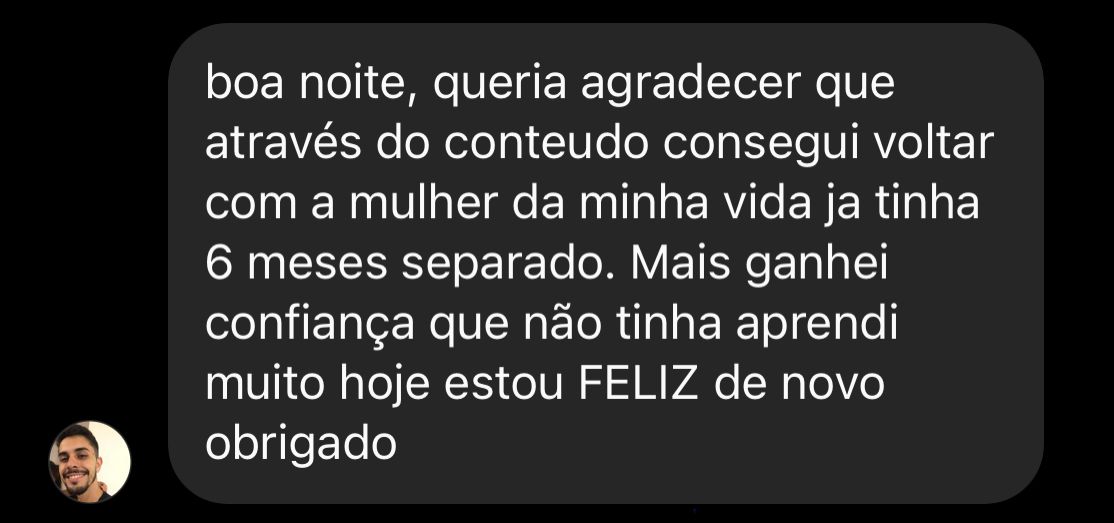 boa noite, queria agradecer que
através do conteudo consegui voltar
com a mulher da minha vida ja tinha
6 meses separado. Mais ganhei
confiança que não tinha aprendi
muito hoje estou FELIZ de novo
obrigado